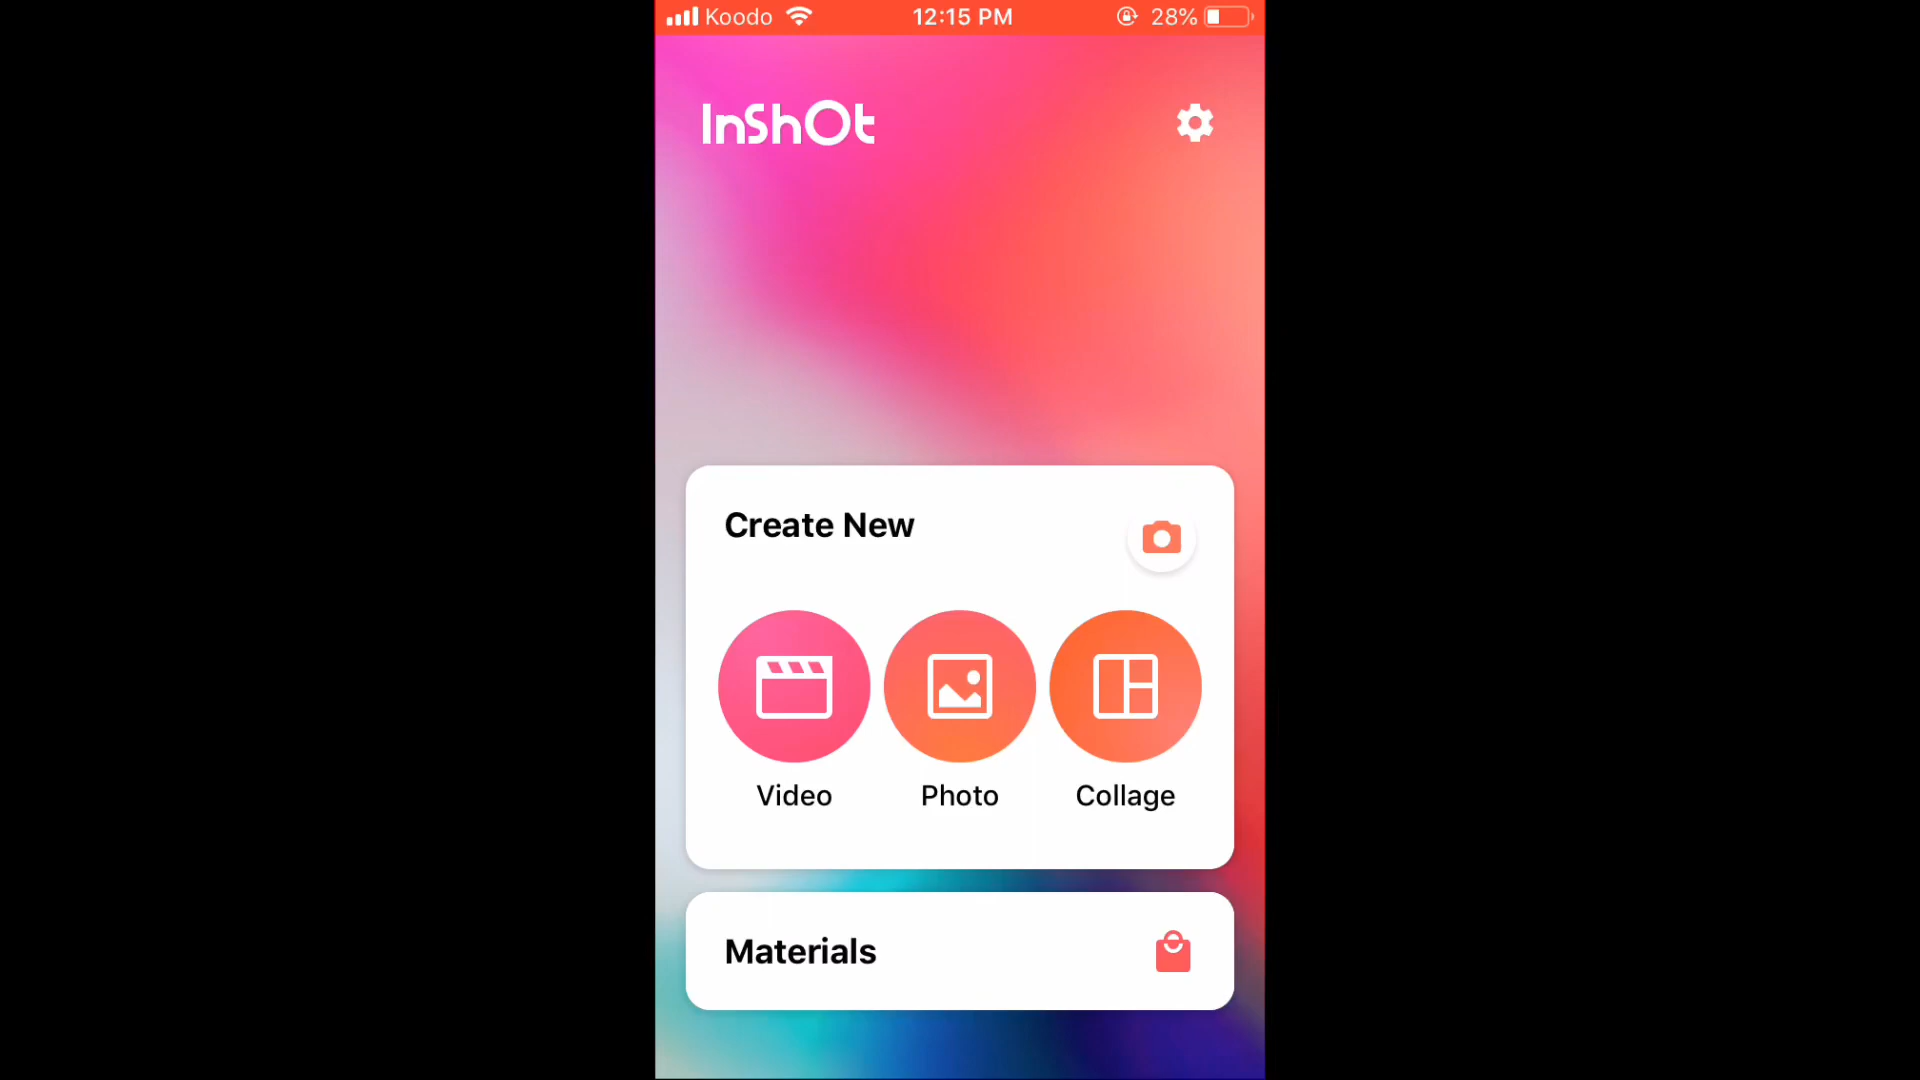 Koodo 12:15 PM 28%
InShOt
Create New
Video Photo Collage
Materials